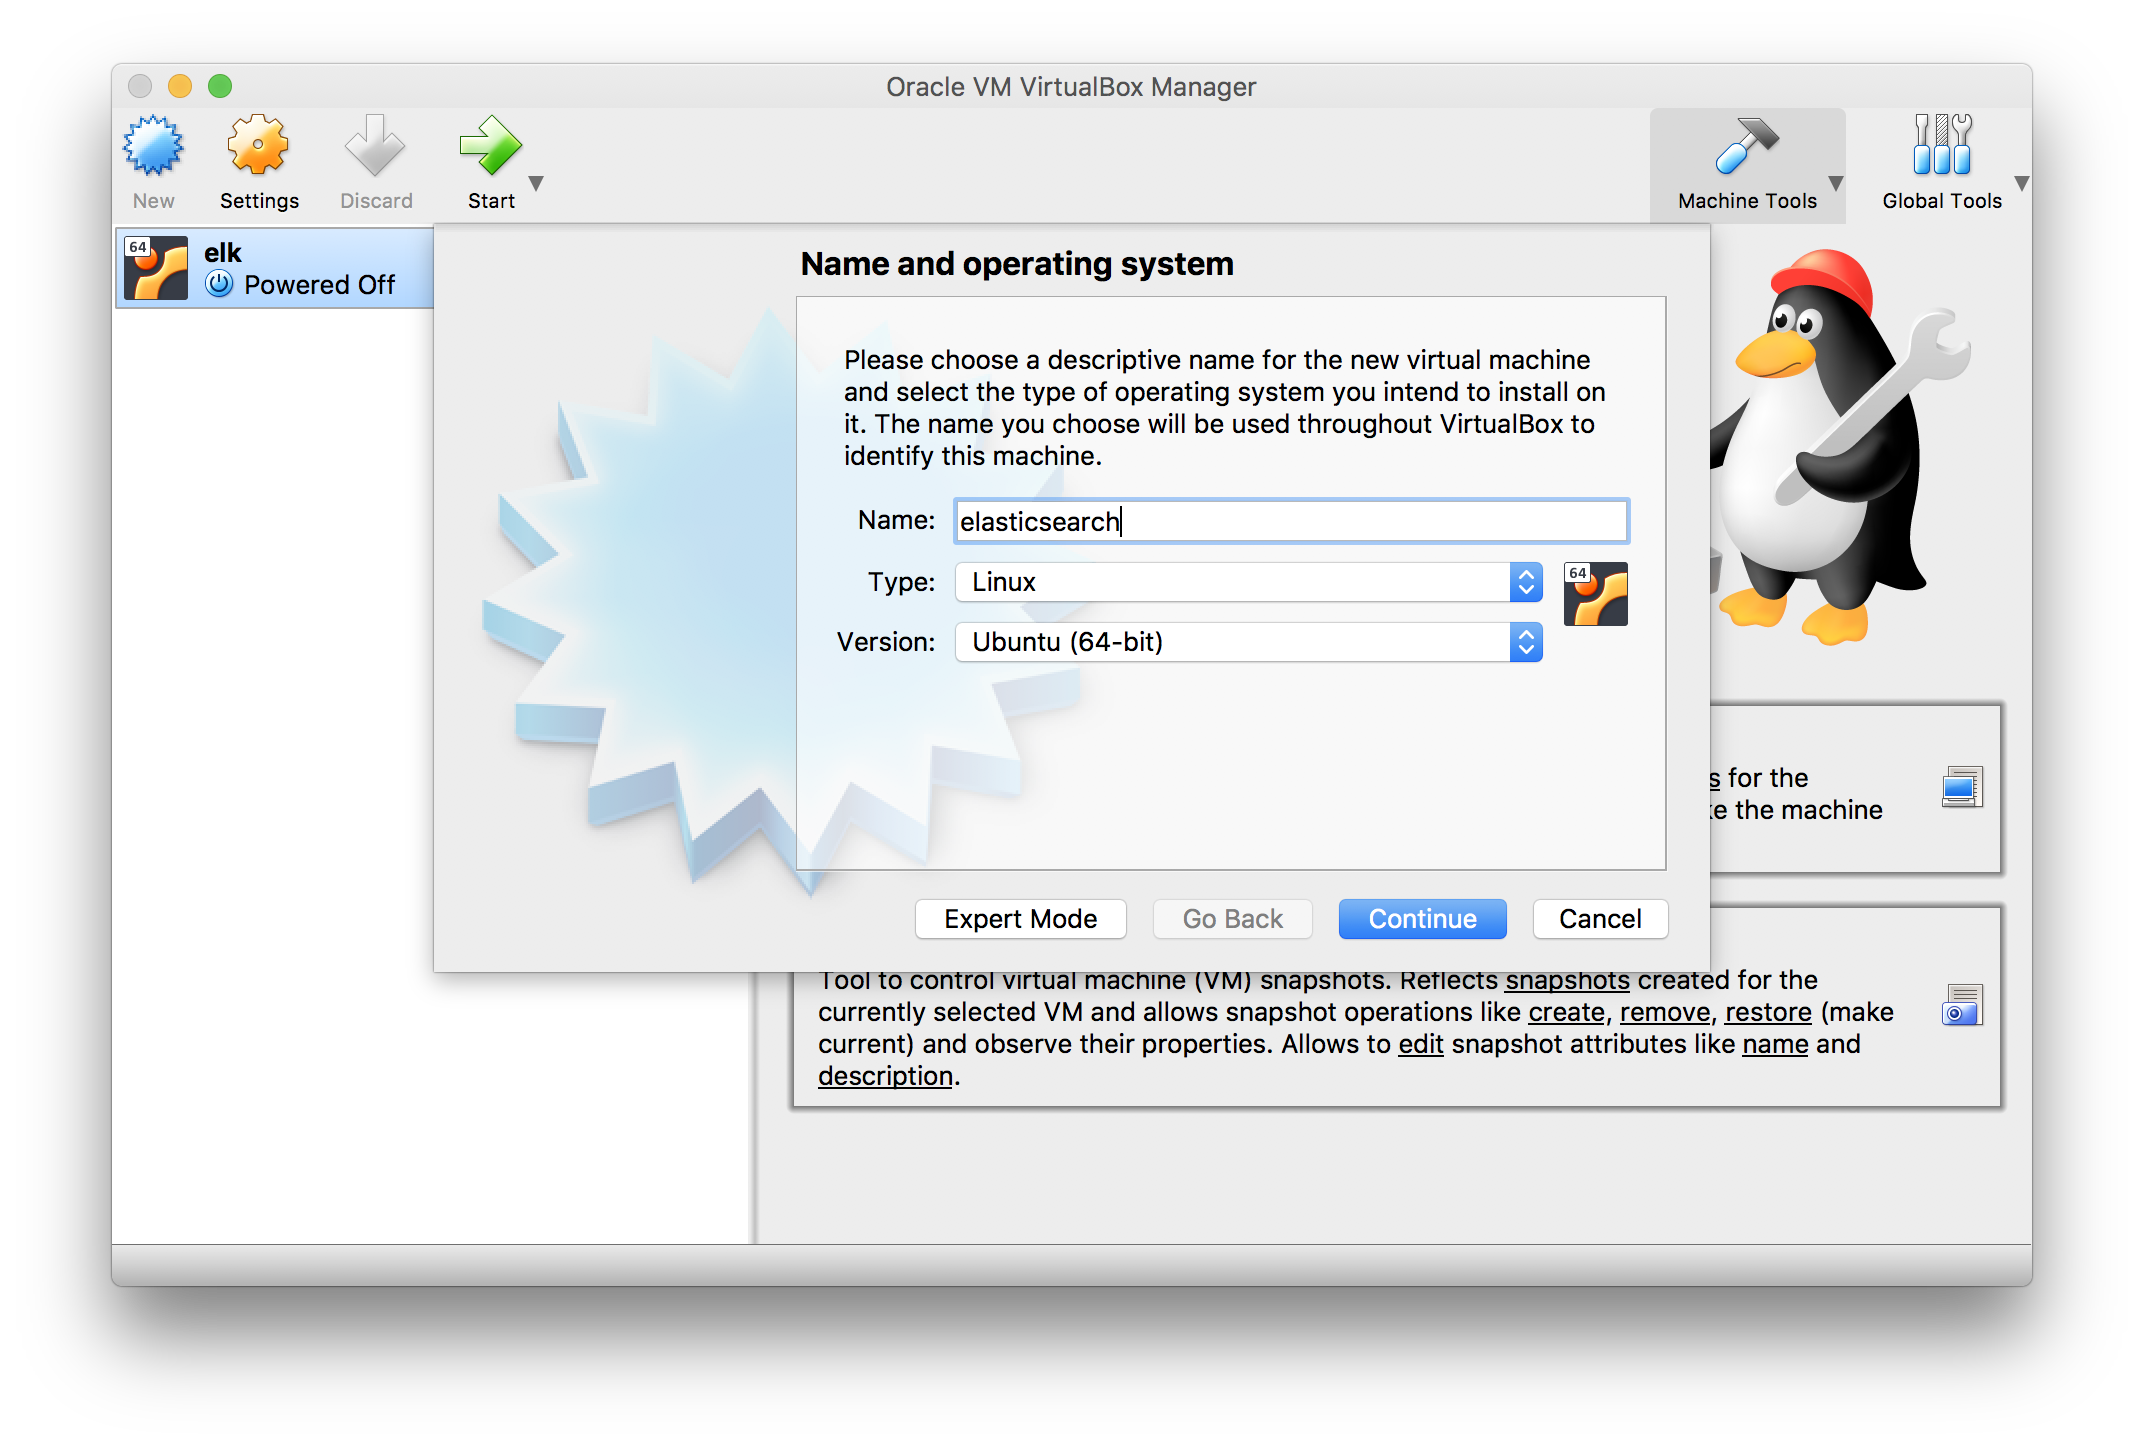 Oracle VM VirtualBox Manager
New
Settings
Discard
Start
Machine Tools
Global Tools
64
elk
Powered Off
Name and operating system
Please choose a descriptive name for the new virtual machine
and select the type of operating system you intend to install on
it. The name you choose will be used throughout VirtualBox to
identify this machine.
Name: elasticsearch
Type: Linux
64
Version: Ubuntu (64-bit)
for the
the machine
Expert Mode
Go Back
Continue
Cancel
Tool to control virtual machine (VM) snapshots. Reflects snapshots created for the
currently selected VM and allows snapshot operations like create, remove, restore (make
current) and observe their properties. Allows to edit snapshot attributes like name and
description.